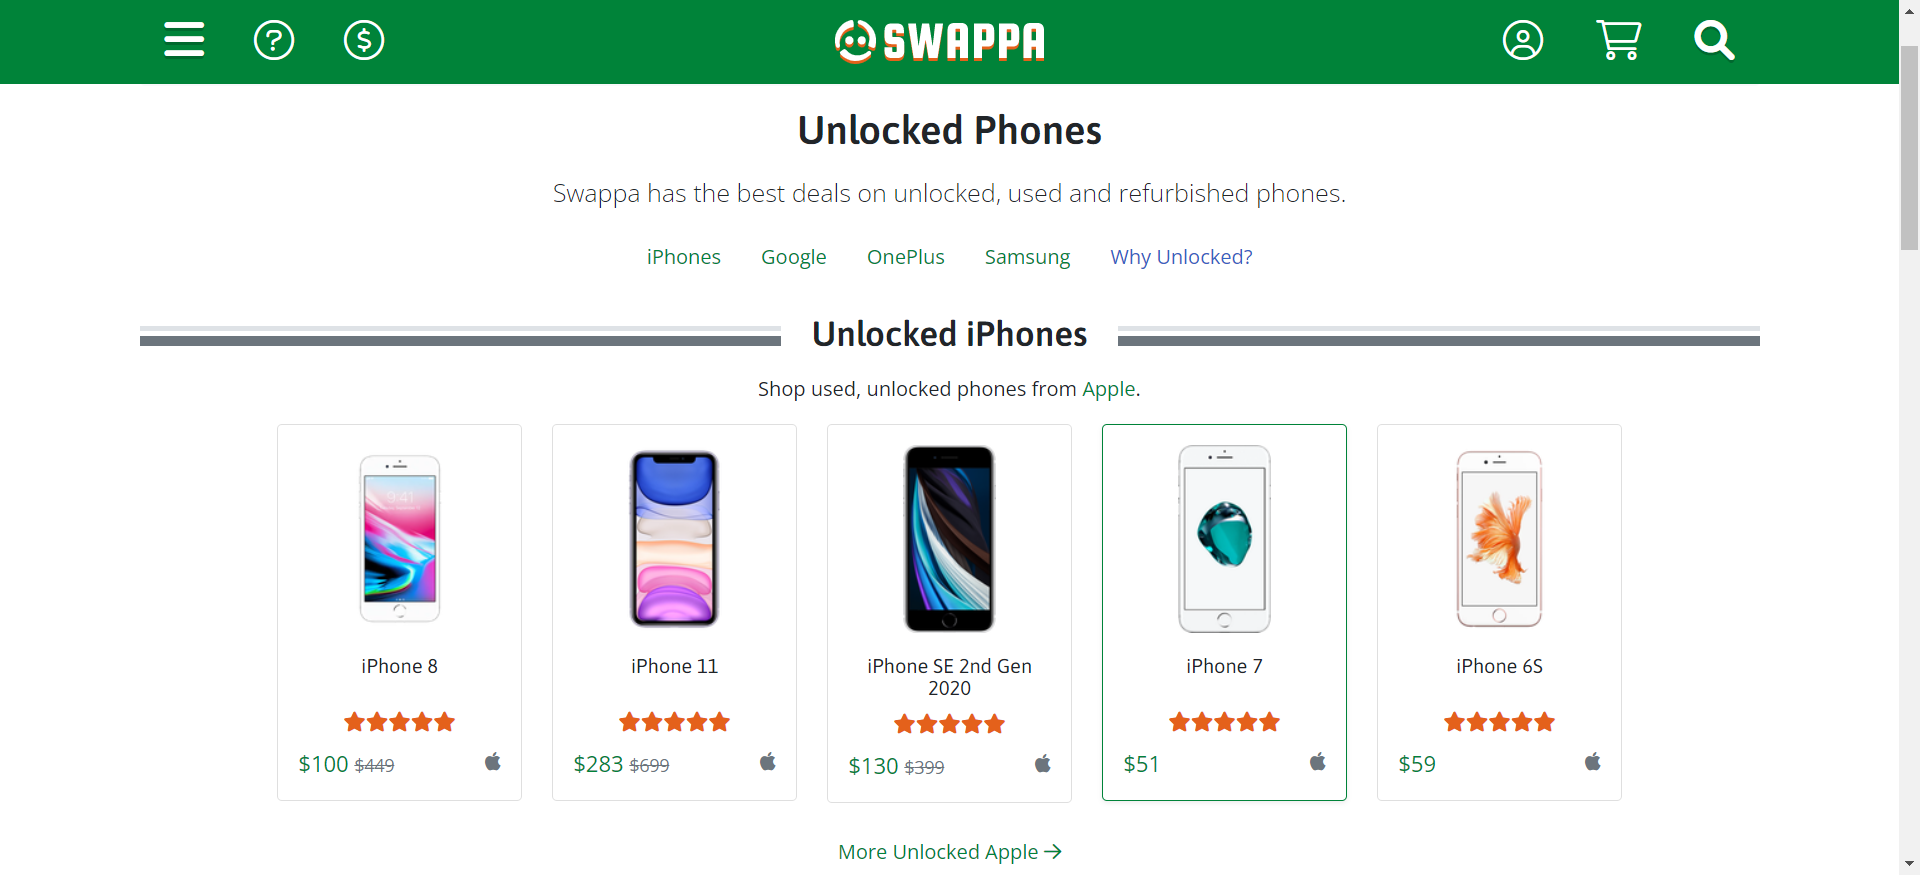 SWAPPA
Unlocked Phones
Swappa has the best deals on unlocked, used and refurbished phones.
iPhones Google OnePlus Samsung Why Unlocked?
Unlocked iPhones
Shop used, unlocked phones from Apple.
9:41
iPhone 8
$100 $449
iPhone 11
$283 $699
iPhone SE 2nd Gen
2020
$130 $399
iPhone 7
$51
iPhone 6S
$59
More Unlocked Apple →